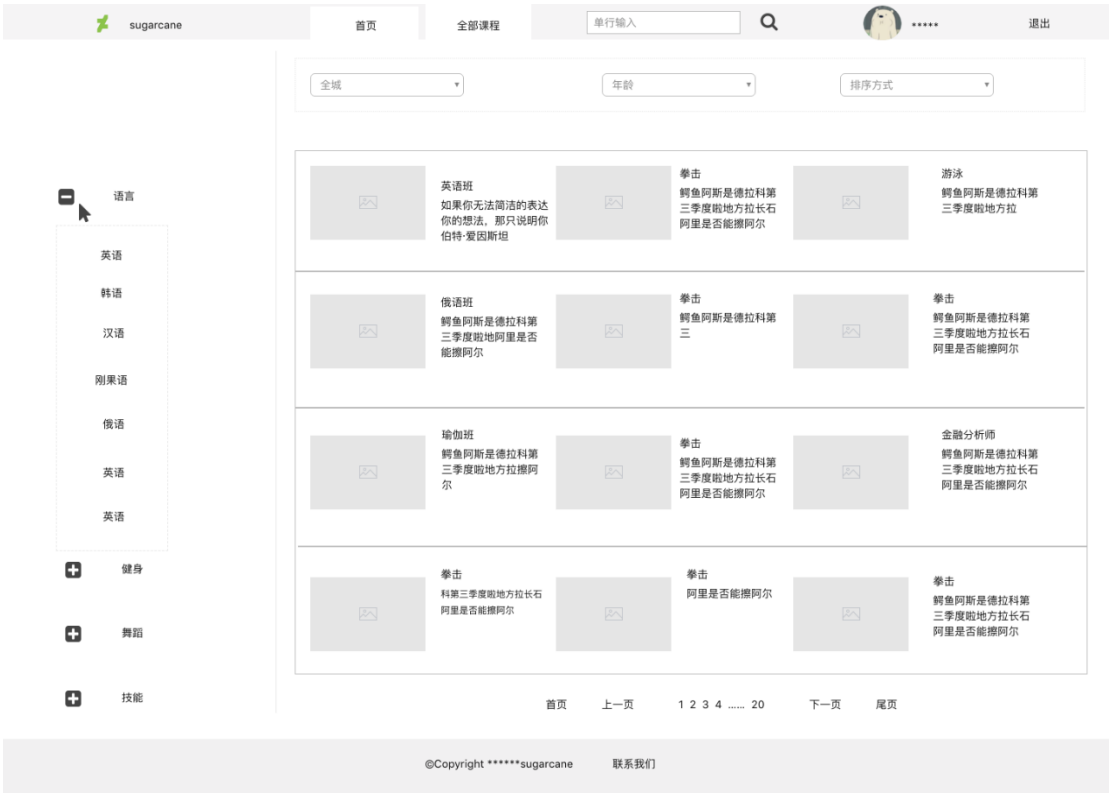 sugarcane
首页
全部课程
单行输入
*****
退出
全城
年龄
排序方式
语言
英语
韩语
汉语
刚果语
俄语
英语
英语
健身
舞蹈
技能
英语班
如果你无法简洁的表达
你的想法，那只说明你
伯特·爱因斯坦
拳击
鳄鱼阿斯是德拉科第
三季度啦地方拉长石
阿里是否能擦阿尔
游泳
鳄鱼阿斯是德拉科第
三季度啦地方拉
俄语班
鳄鱼阿斯是德拉科第
三季度啦地阿里是否
能擦阿尔
拳击
鳄鱼阿斯是德拉科第
三
拳击
鳄鱼阿斯是德拉科第
三季度啦地方拉长石
阿里是否能擦阿尔
瑜伽班
鳄鱼阿斯是德拉科第
三季度啦地方拉擦阿
尔
拳击
鳄鱼阿斯是德拉科第
三季度啦地方拉长石
阿里是否能擦阿尔
金融分析师
鳄鱼阿斯是德拉科第
三季度啦地方拉长石
阿里是否能擦阿尔
拳击
科第三季度啦地方拉长石
阿里是否能擦阿尔
拳击
阿里是否能擦阿尔
拳击
鳄鱼阿斯是德拉科第
三季度啦地方拉长石
阿里是否能擦阿尔
首页 上一页 1 2 3 4 …… 20 下一页 尾页
©Copyright ******sugarcane 联系我们